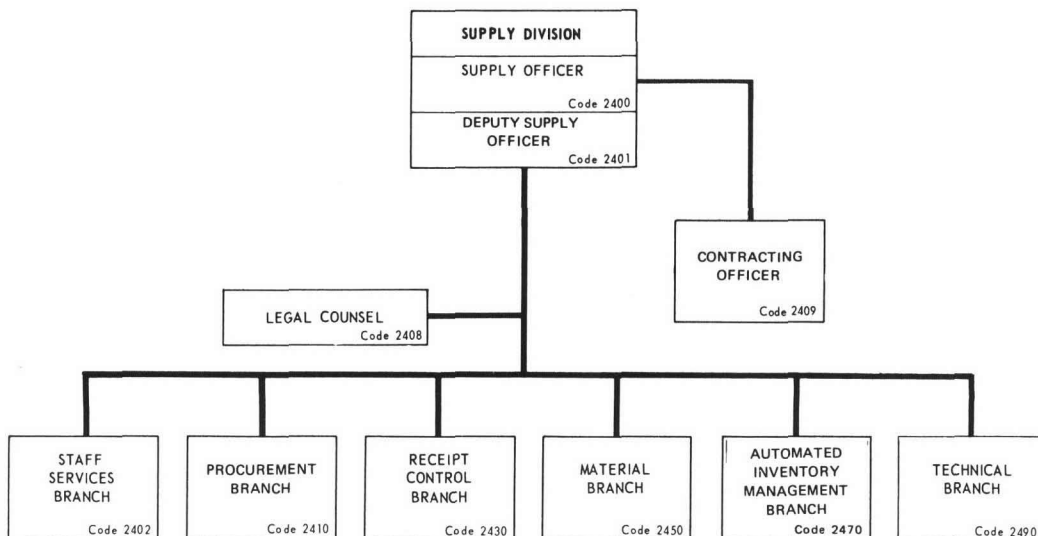 SUPPLY DIVISION
SUPPLY OFFICER
Code 2400
DEPUTY SUPPLY
OFFICER
Code 2401
CONTRACTING
OFFICER
Code 2409
LEGAL COUNSEL
Code 2408
STAFF
SERVICES
BRANCH
Code 2402
PROCUREMENT
BRANCH
Code 2410
RECEIPT
CONTROL
BRANCH
Code 2430
MATERIAL
BRANCH
Code 2450
AUTOMATED
INVENTORY
MANAGEMENT
BRANCH
Code 2470
TECHNICAL
BRANCH
Code 2490